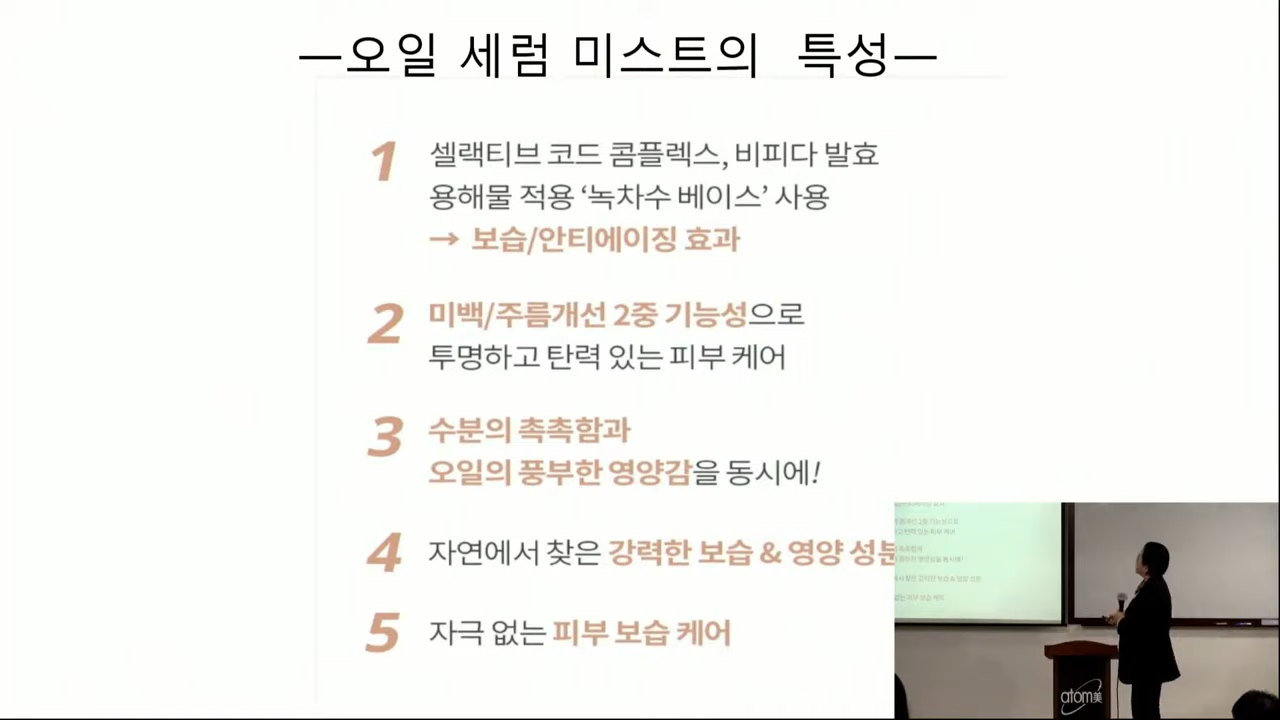 —오일 세럼 미스트의 특성—
1 셀랙티브 코드 콤플렉스, 비피다 발효
용해물 적용 ‘녹차수 베이스’ 사용
→ 보습/안티에이징 효과
2 미백/주름개선 2중 기능성으로
투명하고 탄력 있는 피부 케어
3 수분의 촉촉함과
오일의 풍부한 영양감을 동시에!
4 자연에서 찾은 강력한 보습 & 영양 성분
5 자극 없는 피부 보습 케어
atom美